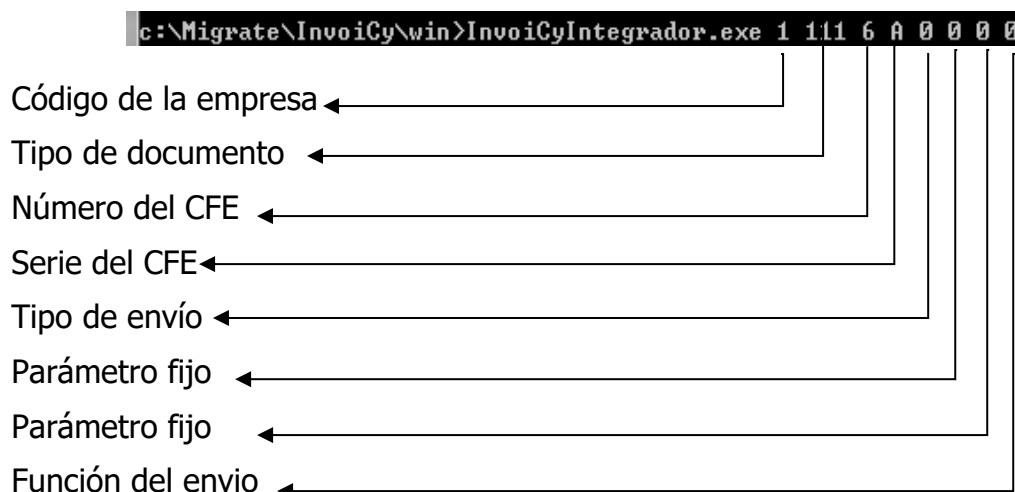 c:\Migrate\InvoiCy\win>InvoiCyIntegrador.exe 1 111 6 A 0 0 0 0
Código de la empresa
Tipo de documento
Número del CFE
Serie del CFE
Tipo de envío
Parámetro fijo
Parámetro fijo
Función del envio